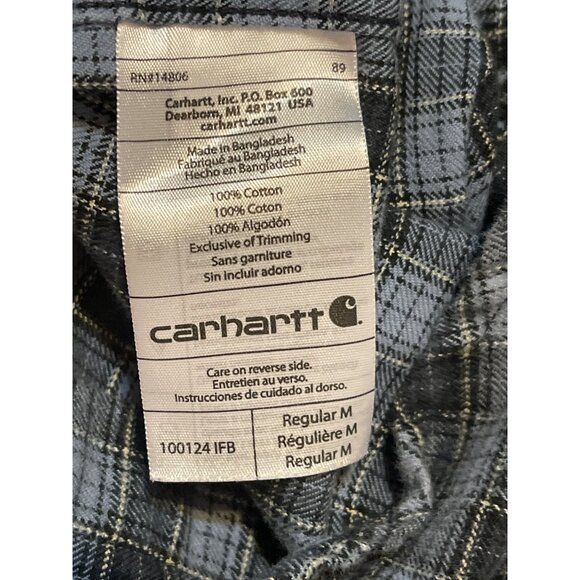 RN#14806 89
Carhartt, Inc. P.O. Box 600
Dearborn, MI 48121 USA
carhartt.com
Made in Bangladesh
Fabriqué au Bangladesh
Hecho en Bangladesh
100% Cotton
100% Coton
100% Algodón
Exclusive of Trimming
Sans garniture
Sin incluir adorno
carhartt
Care on reverse side.
Entretien au verso.
Instrucciones de cuidado al dorso.
100124 IFB
Regular M
Régulière M
Regular M